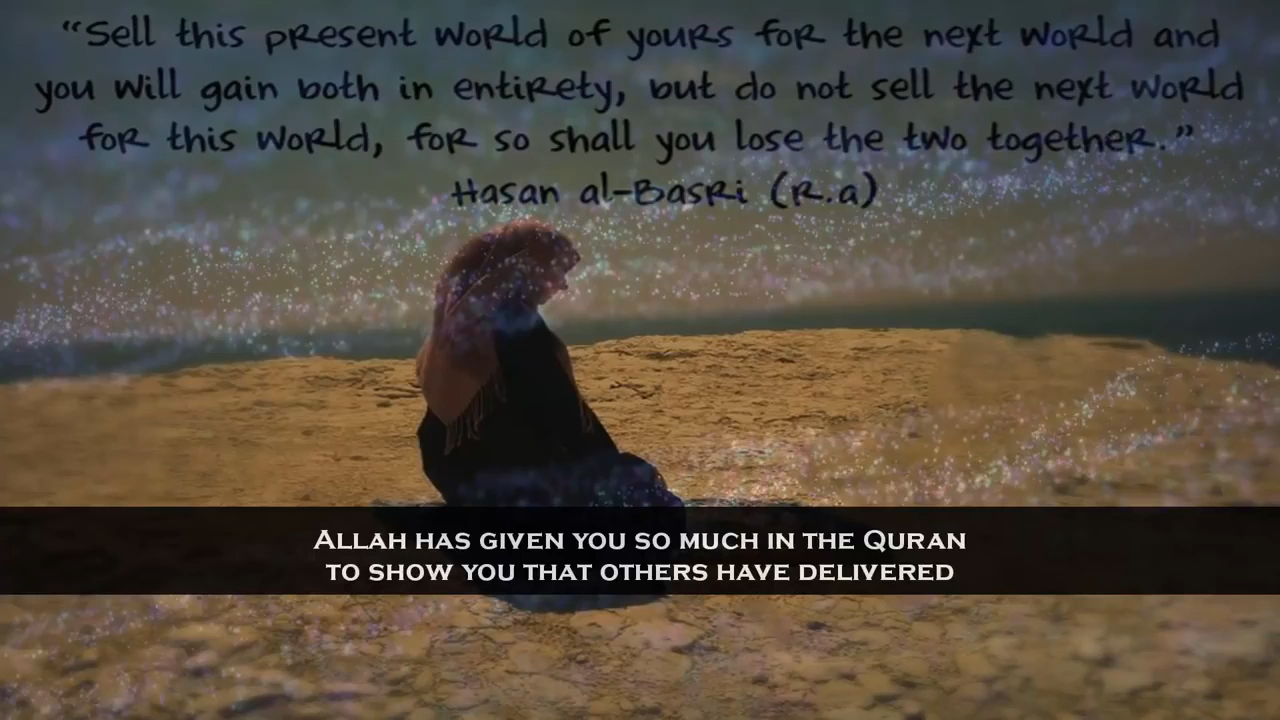 “Sell this present world of yours for the next world and
you will gain both in entirety, but do not sell the next world
for this world, for so shall you lose the two together.”
Hasan al-Basri (R.a)
ALLAH HAS GIVEN YOU SO MUCH IN THE QURAN
TO SHOW YOU THAT OTHERS HAVE DELIVERED